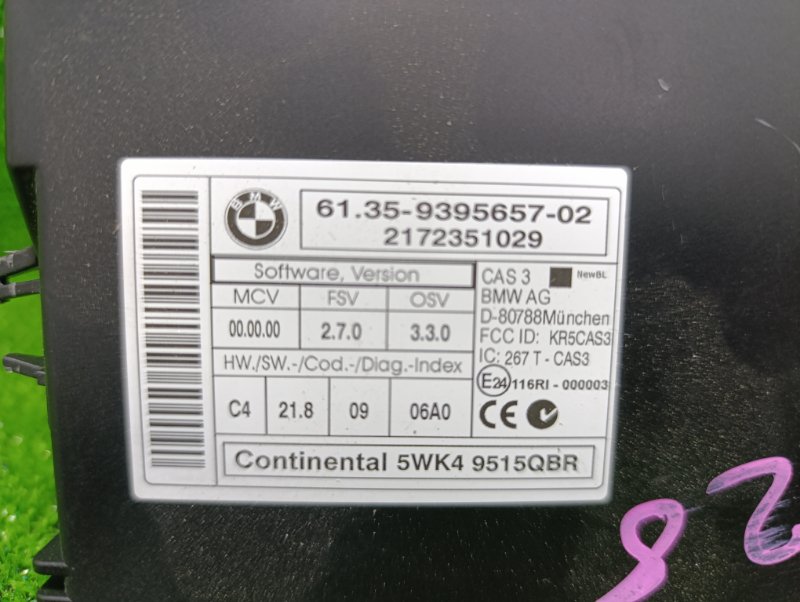 BMW
61.35-9395657-02
2172351029
Software, Version
MCV FSV OSV
00.00.00 2.7.0 3.3.0
HW./SW.-/Cod.-/Diag.-Index
C4 21.8 09 06A0
CAS 3 NewBL
BMW AG
D-80788München
FCC ID: KR5CAS3
IC: 267 T - CAS3
E24 116RI - 000003
CE
Continental 5WK4 9515QBR